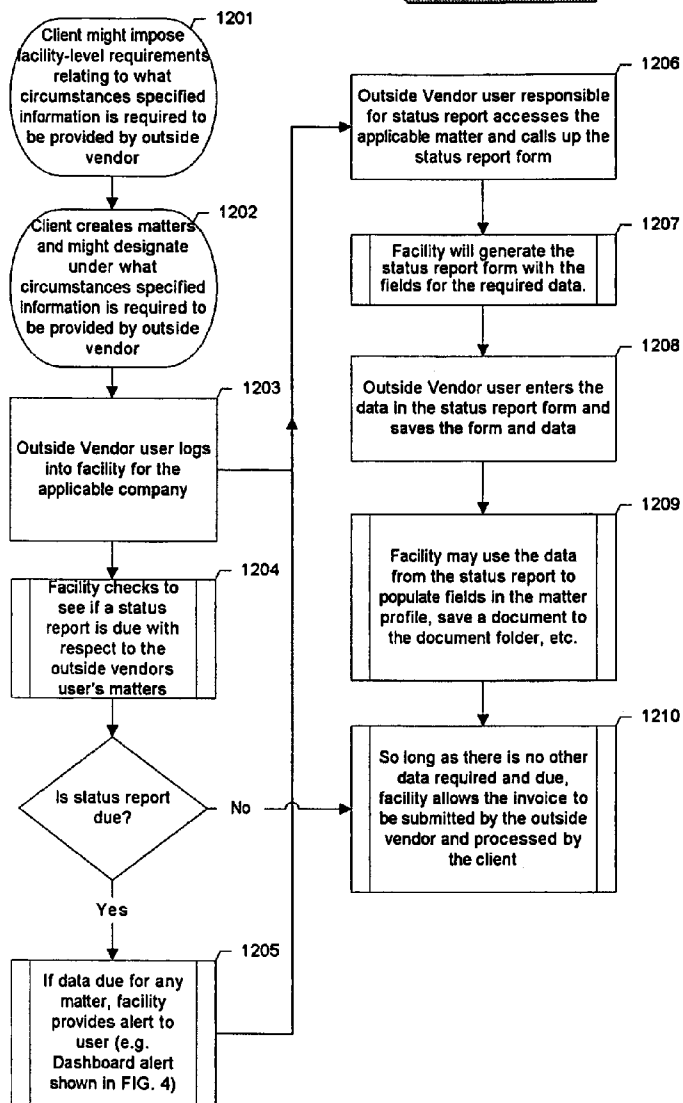 1201
Client might impose
facility-level requirements
relating to what
circumstances specified
information is required to
be provided by outside
vendor
1202
Client creates matters
and might designate
under what
circumstances specified
information is required to
be provided by outside
vendor
1203
Outside Vendor user logs
into facility for the
applicable company
1204
Facility checks to
see if a status
report is due with
respect to the
outside vendors
user's matters
Is status report
due?
No
Yes
1205
If data due for any
matter, facility
provides alert to
user (e.g.
Dashboard alert
shown in FIG. 4)
1206
Outside Vendor user responsible
for status report accesses the
applicable matter and calls up the
status report form
1207
Facility will generate the
status report form with the
fields for the required data.
1208
Outside Vendor user enters the
data in the status report form and
saves the form and data
1209
Facility may use the data
from the status report to
populate fields in the matter
profile, save a document to
the document folder, etc.
1210
So long as there is no other
data required and due,
facility allows the invoice to
be submitted by the outside
vendor and processed by
the client